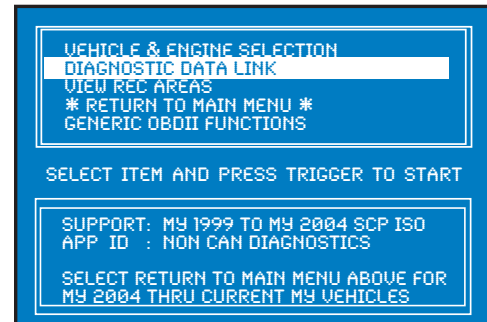 VEHICLE & ENGINE SELECTION
DIAGNOSTIC DATA LINK
VIEW REC AREAS
* RETURN TO MAIN MENU *
GENERIC OBDII FUNCTIONS
SELECT ITEM AND PRESS TRIGGER TO START
SUPPORT: MY 1999 TO MY 2004 SCP ISO
APP ID : NON CAN DIAGNOSTICS
SELECT RETURN TO MAIN MENU ABOVE FOR
MY 2004 THRU CURRENT MY VEHICLES